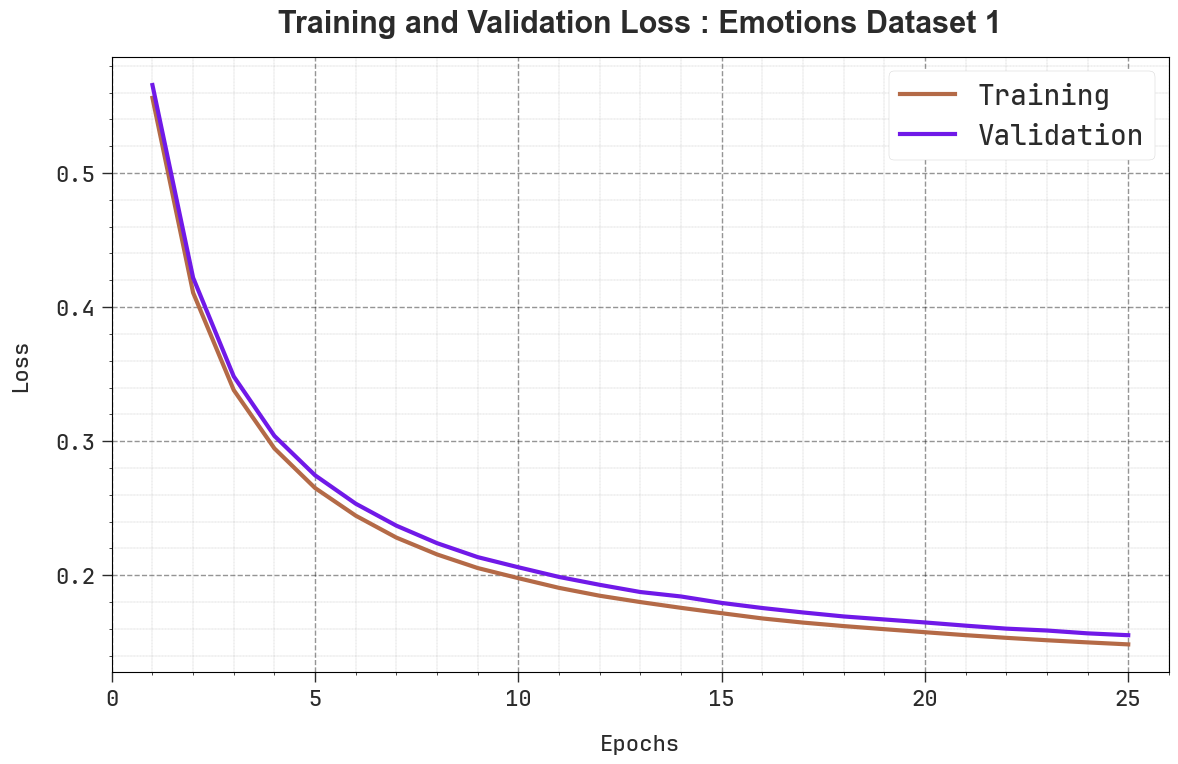 Training and Validation Loss : Emotions Dataset 1
Training
Validation
0.5
0.4
0.3
0.2
Loss
0
5
10
15
20
25
Epochs